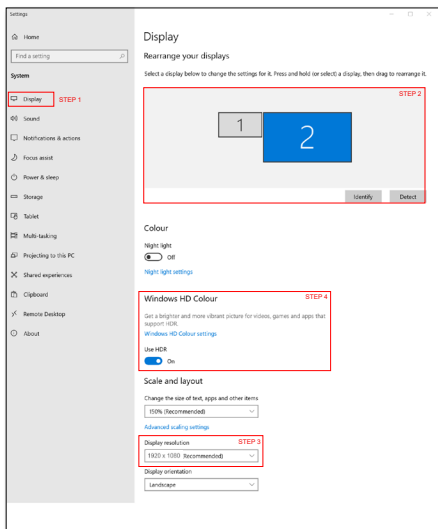 Settings
Home
Find a setting
System
Display STEP 1
Sound
Notifications & actions
Focus assist
Power & sleep
Storage
Tablet
Multi-tasking
Projecting to this PC
Shared experiences
Clipboard
Remote Desktop
About
Display
Rearrange your displays
Select a display below to change the settings for it. Press and hold (or select) a display, then drag to rearrange it.
STEP 2
1
2
Identify
Detect
Colour
Night light
Off
Night light settings
Windows HD Colour
STEP 4
Get a brighter and more vibrant picture for videos, games and apps that
support HDR.
Windows HD Colour settings
Use HDR
On
Scale and layout
Change the size of text, apps and other items
150% (Recommended)
Advanced scaling settings
Display resolution
STEP 3
1920 x 1080 (Recommended)
Display orientation
Landscape